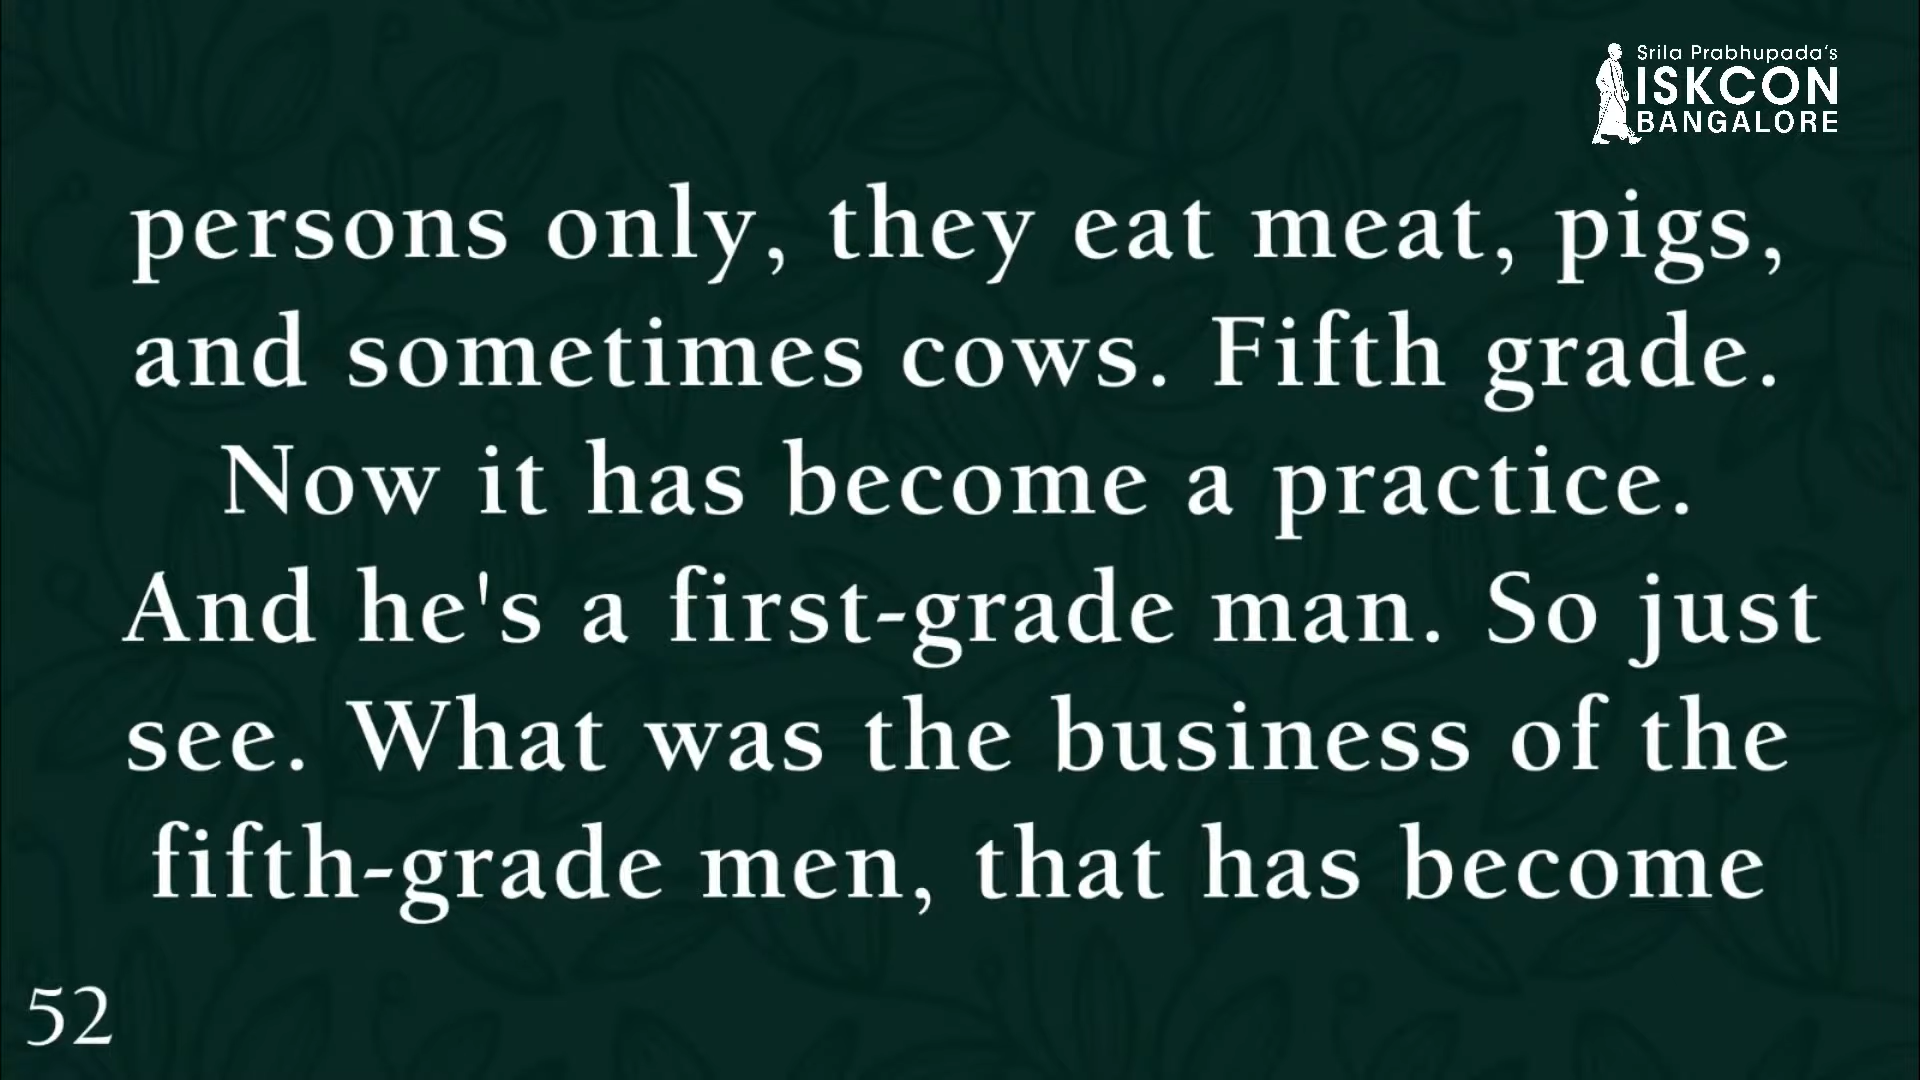 Srila Prabhupada's
ISKCON
BANGALORE
persons only, they eat meat, pigs,
and sometimes cows. Fifth grade.
Now it has become a practice.
And he's a first-grade man. So just
see. What was the business of the
fifth-grade men, that has become
52